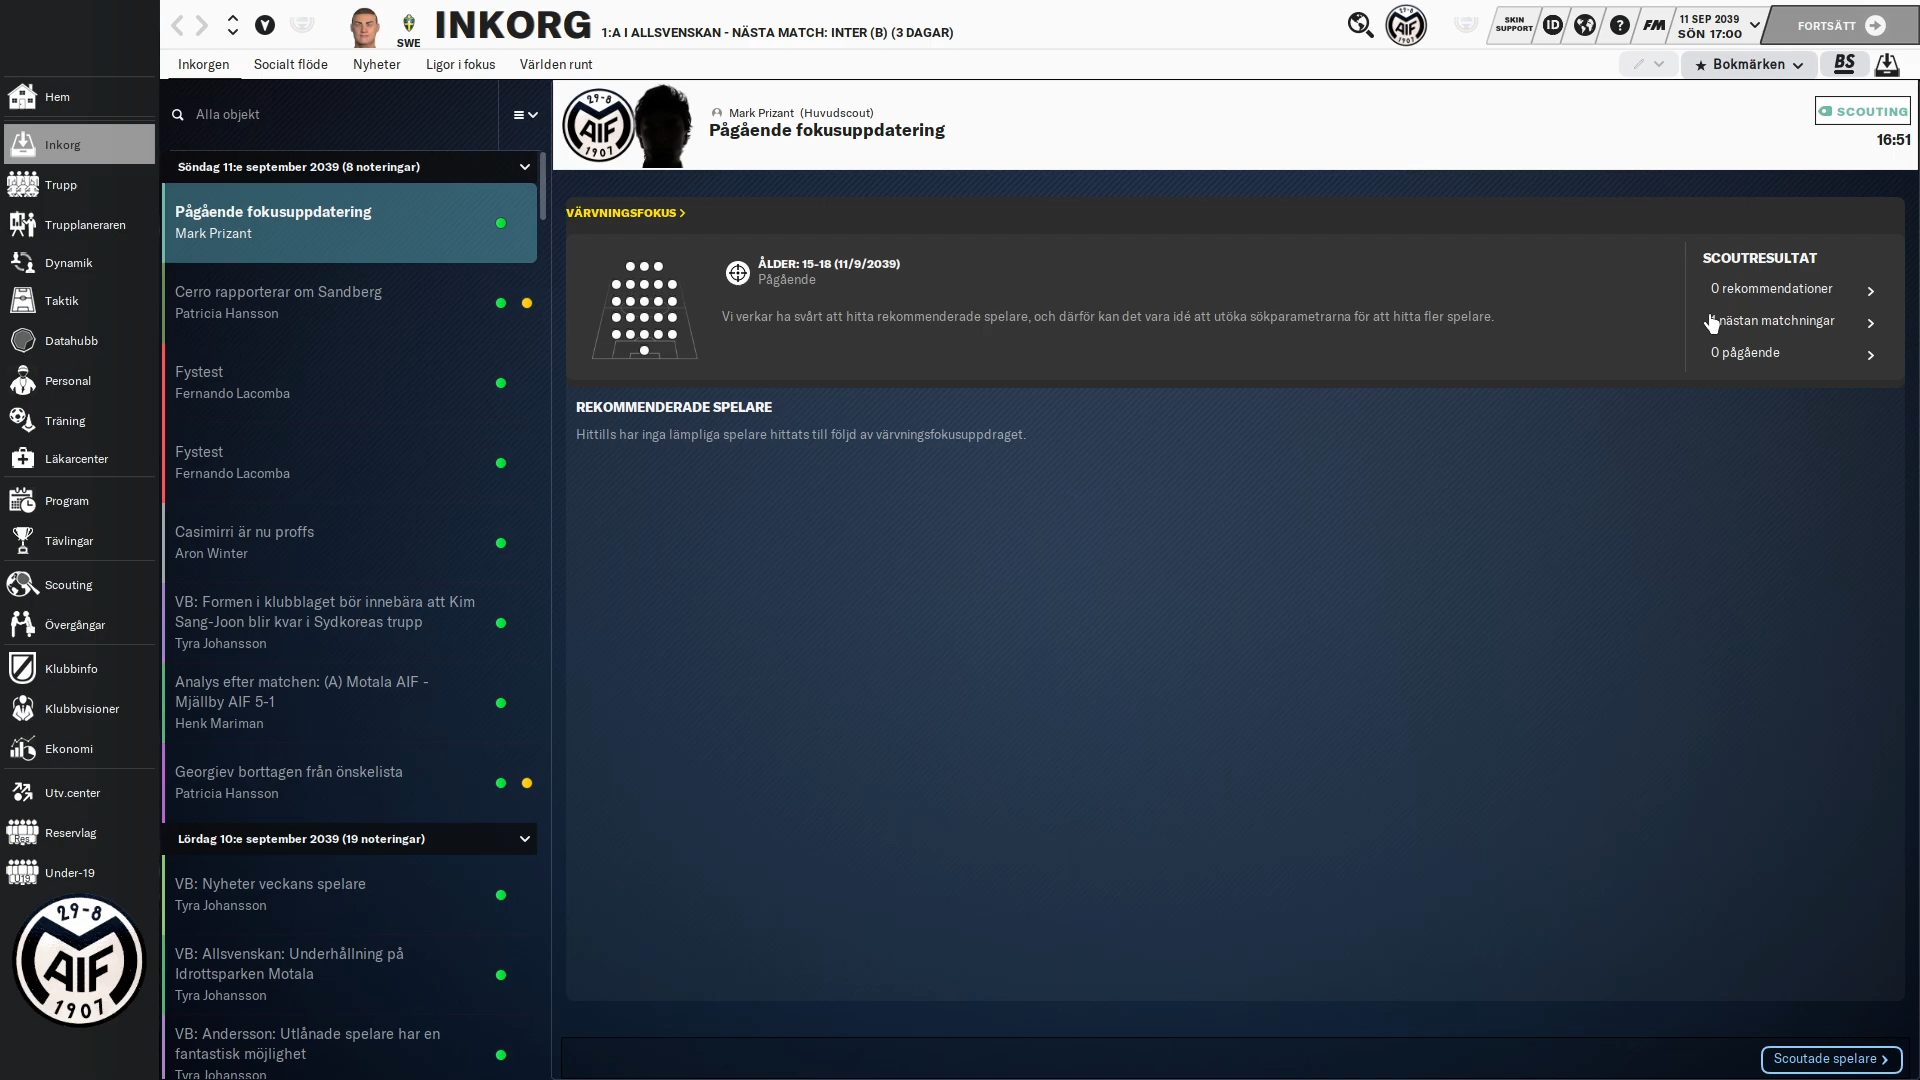 INKORG
SWE
1:A I ALLSVENSKAN - NÄSTA MATCH: INTER (B) (3 DAGAR)
SKIN
SUPPORT
ID
FM
11 SEP 2039
SÖN 17:00
FORTSÄTT
Inkorgen
Socialt flöde
Nyheter
Ligor i fokus
Världen runt
Bokmärken
BS
Hem
Inkorg
Trupp
Trupplaneraren
Dynamik
Taktik
Datahubb
Personal
Träning
Läkarcenter
Program
Tävlingar
Scouting
Övergångar
Klubbinfo
Klubbvisioner
Ekonomi
Utv.center
Reservlag
Under-19
29-8
AIF
1907
Alla objekt
Söndag 11:e september 2039 (8 noteringar)
Pågående fokusuppdatering
Mark Prizant
Cerro rapporterar om Sandberg
Patricia Hansson
Fystest
Fernando Lacomba
Fystest
Fernando Lacomba
Casimirri är nu proffs
Aron Winter
VB: Formen i klubblaget bör innebära att Kim
Sang-Joon blir kvar i Sydkoreas trupp
Tyra Johansson
Analys efter matchen: (A) Motala AIF -
Mjällby AIF 5-1
Henk Mariman
Georgiev borttagen från önskelista
Patricia Hansson
Lördag 10:e september 2039 (19 noteringar)
VB: Nyheter veckans spelare
Tyra Johansson
VB: Allsvenskan: Underhållning på
Idrottsparken Motala
Tyra Johansson
VB: Andersson: Utlånade spelare har en
fantastisk möjlighet
Tyra Johansson
29-8
AIF
1907
Mark Prizant (Huvudscout)
Pågående fokusuppdatering
SCOUTING
16:51
VÄRVNINGSFOKUS >
ÅLDER: 15-18 (11/9/2039)
Pågående
Vi verkar ha svårt att hitta rekommenderade spelare, och därför kan det vara idé att utöka sökparametrarna för att hitta fler spelare.
SCOUTRESULTAT
0 rekommendationer
nästan matchningar
0 pågående
REKOMMENDERADE SPELARE
Hittills har inga lämpliga spelare hittats till följd av värvningsfokusuppdraget.
Scoutade spelare >